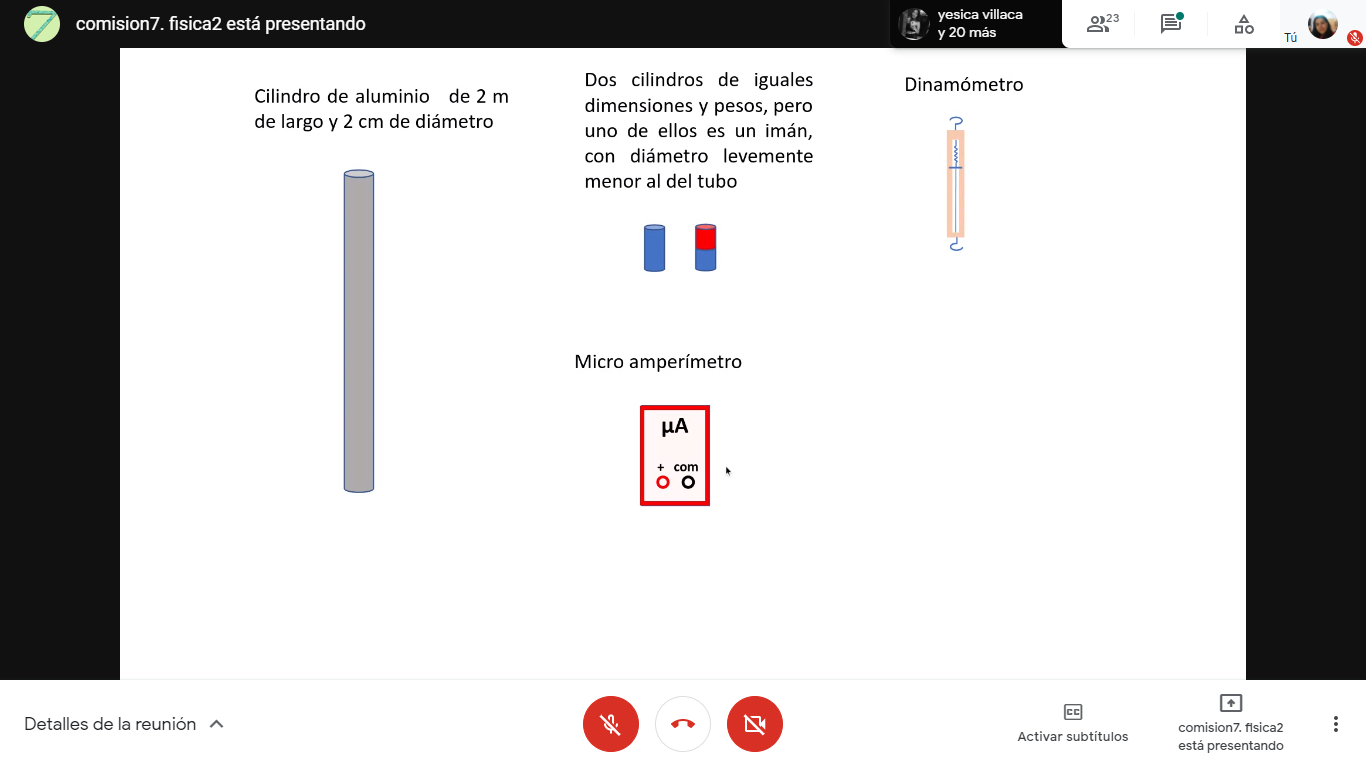 comision7. fisica2 está presentando
yesica villaca
y 20 más
23
Tú
Cilindro de aluminio de 2 m
de largo y 2 cm de diámetro
Dos cilindros de iguales
dimensiones y pesos, pero
uno de ellos es un imán,
con diámetro levemente
menor al del tubo
Dinamómetro
Micro amperímetro
µA
+ com
Detalles de la reunión
CC
Activar subtítulos
comision7. fisica2
está presentando